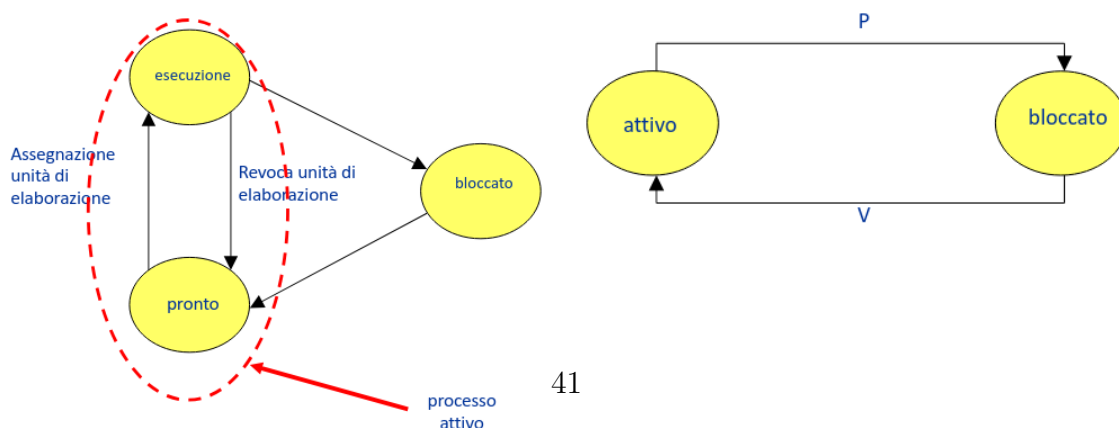 esecuzione
Assegnazione
unità di
elaborazione
Revoca unità di
elaborazione
bloccato
pronto
processo
attivo
P
attivo
bloccato
V
41